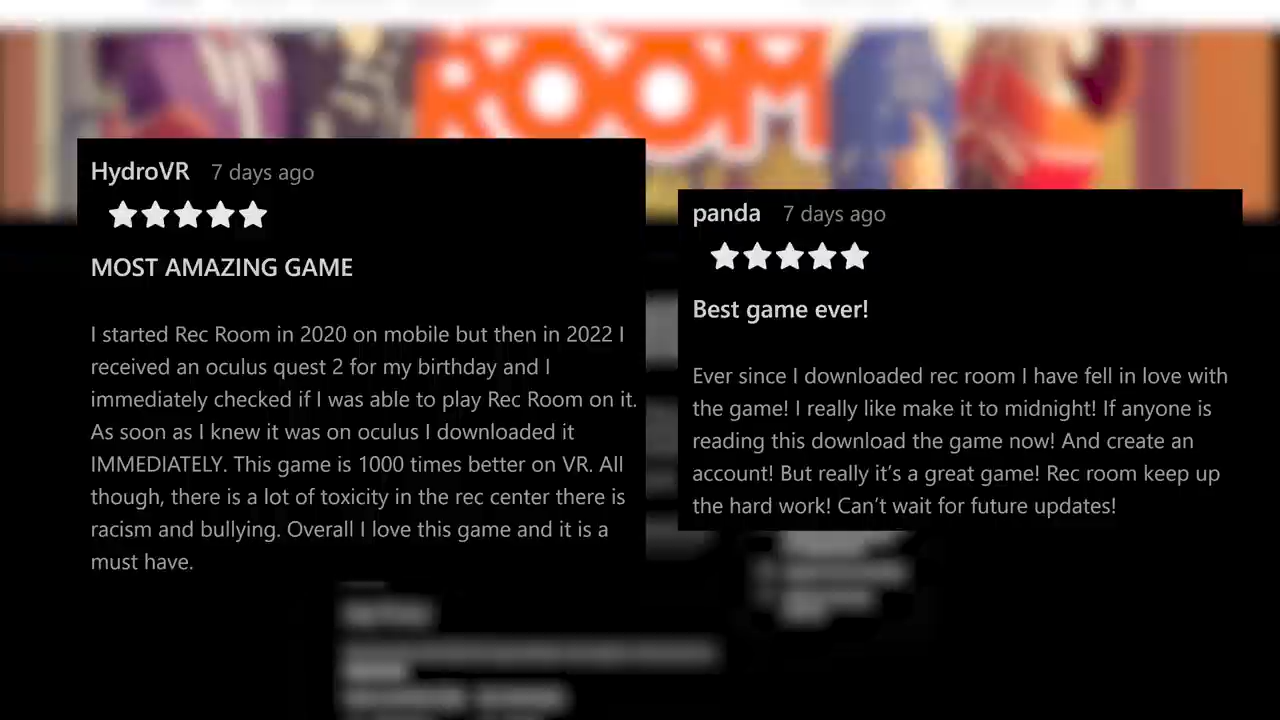 ROOM
HydroVR 7 days ago
MOST AMAZING GAME
I started Rec Room in 2020 on mobile but then in 2022 I
received an oculus quest 2 for my birthday and I
immediately checked if I was able to play Rec Room on it.
As soon as I knew it was on oculus I downloaded it
IMMEDIATELY. This game is 1000 times better on VR. All
though, there is a lot of toxicity in the rec center there is
racism and bullying. Overall I love this game and it is a
must have.
panda 7 days ago
Best game ever!
Ever since I downloaded rec room I have fell in love with
the game! I really like make it to midnight! If anyone is
reading this download the game now! And create an
account! But really it’s a great game! Rec room keep up
the hard work! Can’t wait for future updates!